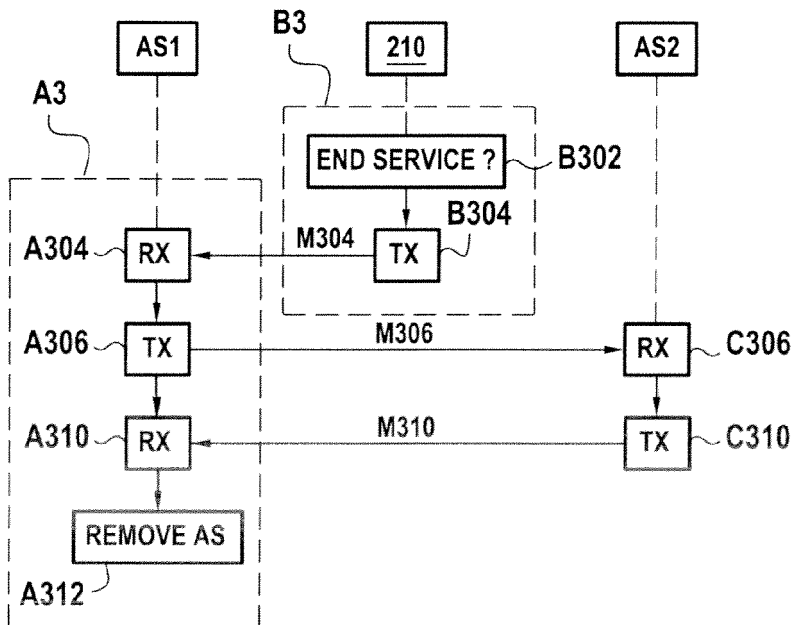 AS1
B3
210
AS2
A3
END SERVICE ?
B302
B304
A304
RX
M304
TX
A306
TX
M306
RX
C306
A310
RX
M310
TX
C310
REMOVE AS
A312